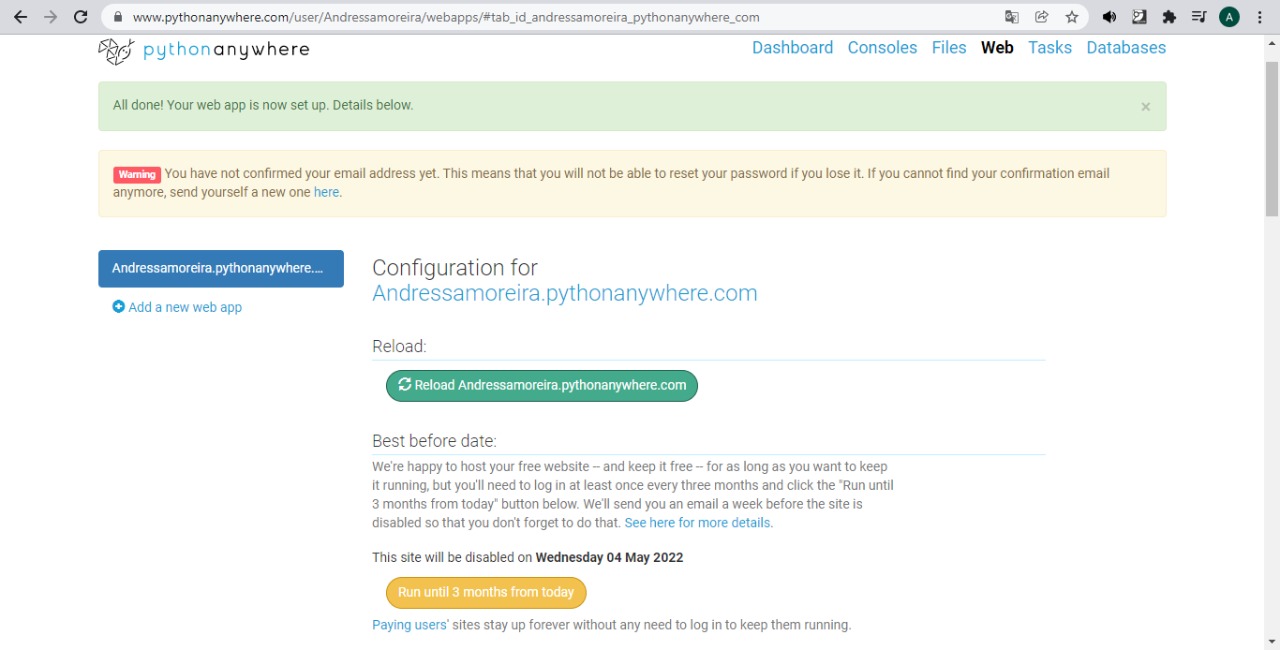 www.pythonanywhere.com/user/Andressamoreira/webapps/#tab_id_andressamoreira_pythonanywhere_com
A
pythonanywhere
Dashboard Consoles Files Web Tasks Databases
All done! Your web app is now set up. Details below.
×
Warning You have not confirmed your email address yet. This means that you will not be able to reset your password if you lose it. If you cannot find your confirmation email
anymore, send yourself a new one here.
Andressamoreira.pythonanywhere....
Add a new web app
Configuration for
Andressamoreira.pythonanywhere.com
Reload:
Reload Andressamoreira.pythonanywhere.com
Best before date:
We're happy to host your free website -- and keep it free -- for as long as you want to keep
it running, but you'll need to log in at least once every three months and click the "Run until
3 months from today" button below. We'll send you an email a week before the site is
disabled so that you don't forget to do that. See here for more details.
This site will be disabled on Wednesday 04 May 2022
Run until 3 months from today
Paying users' sites stay up forever without any need to log in to keep them running.